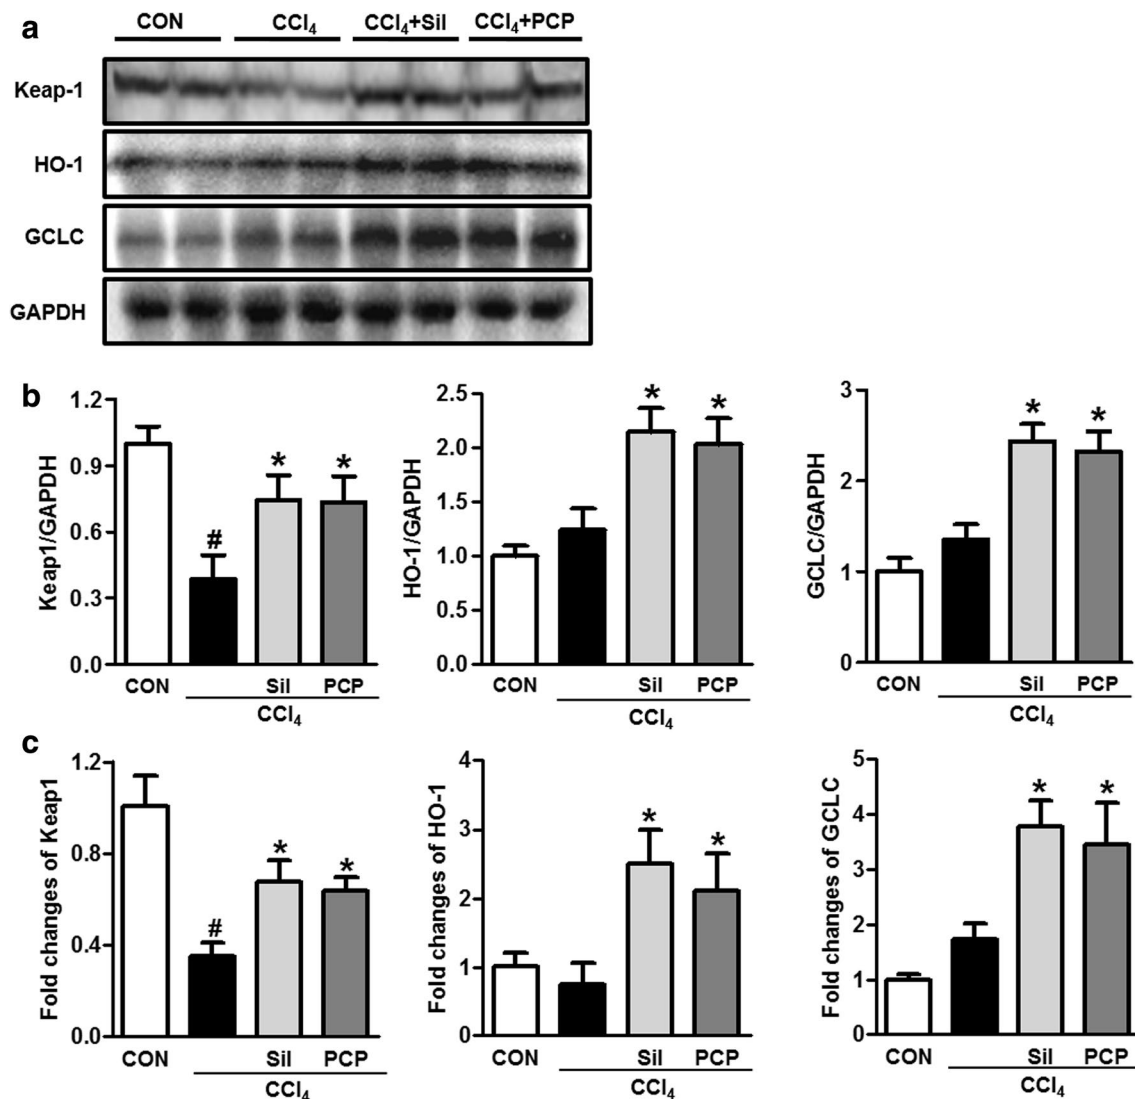 a
CON CCl₄ CCl₄+Sil CCl₄+PCP
Keap-1
HO-1
GCLC
GAPDH
b
Keap1/GAPDH
1.2
0.9
0.6
0.3
0.0
#
*
*
CON Sil PCP
CCl₄
HO-1/GAPDH
2.5
2.0
1.5
1.0
0.5
0.0
*
*
CON Sil PCP
CCl₄
GCLC/GAPDH
3
2
1
0
*
*
CON Sil PCP
CCl₄
c
Fold changes of Keap1
1.2
0.8
0.4
0.0
#
*
*
CON Sil PCP
CCl₄
Fold changes of HO-1
4
3
2
1
0
*
*
CON Sil PCP
CCl₄
Fold changes of GCLC
5
4
3
2
1
0
*
*
CON Sil PCP
CCl₄